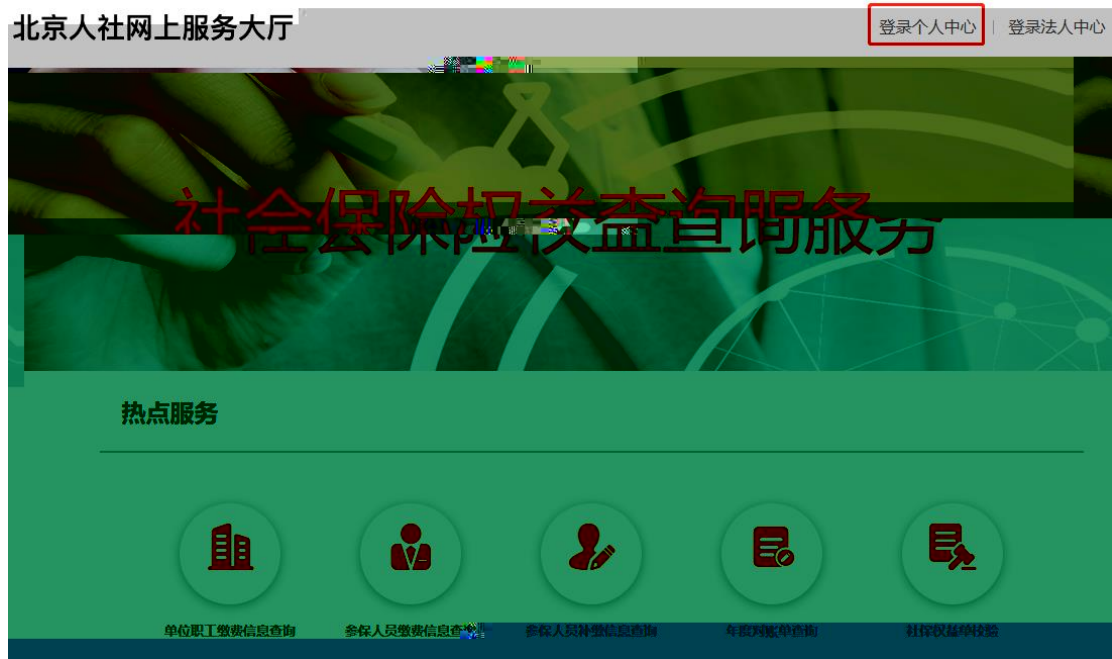 北京人社网上服务大厅
登录个人中心 | 登录法人中心
社会保险权益查询服务
热点服务
单位职工缴费信息查询 参保人员缴费信息查询 参保人员补缴信息查询 年度对账单查询 社保权益单校验